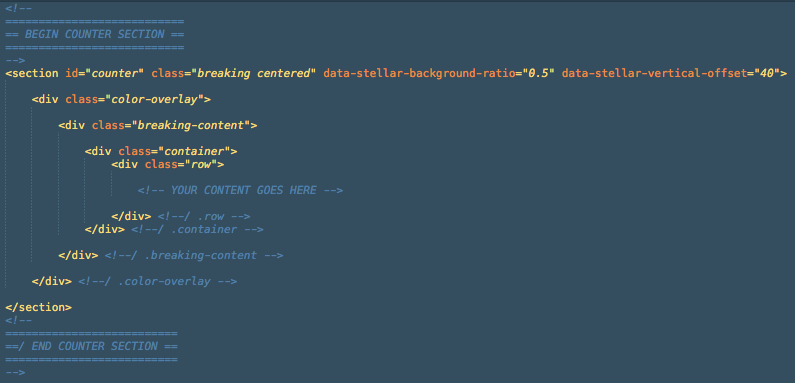 <!--
===========================
== BEGIN COUNTER SECTION ==
===========================
-->
<section id="counter" class="breaking centered" data-stellar-background-ratio="0.5" data-stellar-vertical-offset="40">
<div class="color-overlay">
<div class="breaking-content">
<div class="container">
<div class="row">
<!-- YOUR CONTENT GOES HERE -->
</div> <!--/ .row -->
</div> <!--/ .container -->
</div> <!--/ .breaking-content -->
</div> <!--/ .color-overlay -->
</section>
<!--
==========================
==/ END COUNTER SECTION ==
==========================
-->